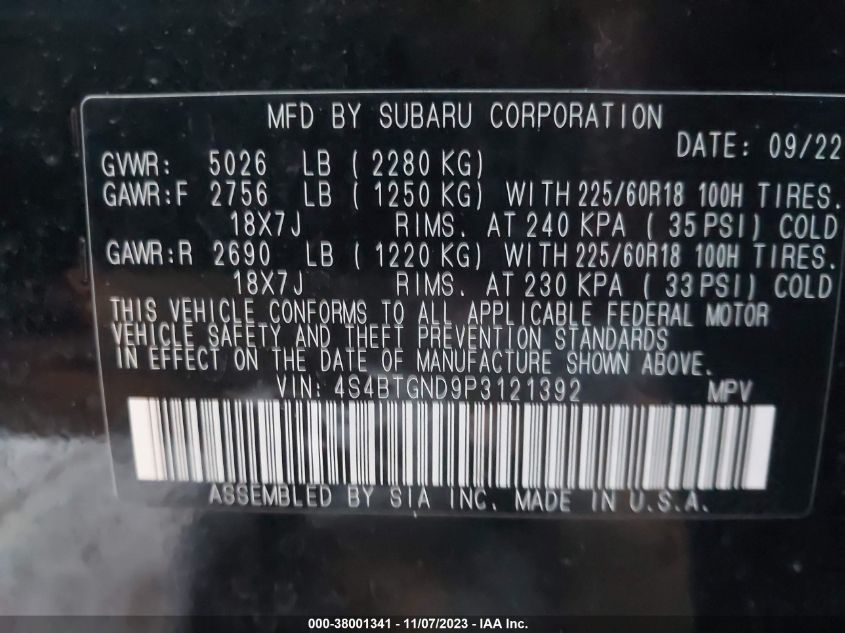 MFD BY SUBARU CORPORATION
DATE: 09/22
GVWR: 5026 LB ( 2280 KG)
GAWR:F 2756 LB ( 1250 KG) WITH 225/60R18 100H TIRES.
18X7J RIMS. AT 240 KPA ( 35 PSI) COLD
GAWR:R 2690 LB ( 1220 KG) WITH 225/60R18 100H TIRES.
18X7J RIMS. AT 230 KPA ( 33 PSI) COLD
THIS VEHICLE CONFORMS TO ALL APPLICABLE FEDERAL MOTOR
VEHICLE SAFETY AND THEFT PREVENTION STANDARDS
IN EFFECT ON THE DATE OF MANUFACTURE SHOWN ABOVE.
VIN: 4S4BTGND9P3121392 MPV
ASSEMBLED BY SIA INC. MADE IN U.S.A.
000-38001341 - 11/07/2023 - IAA Inc.